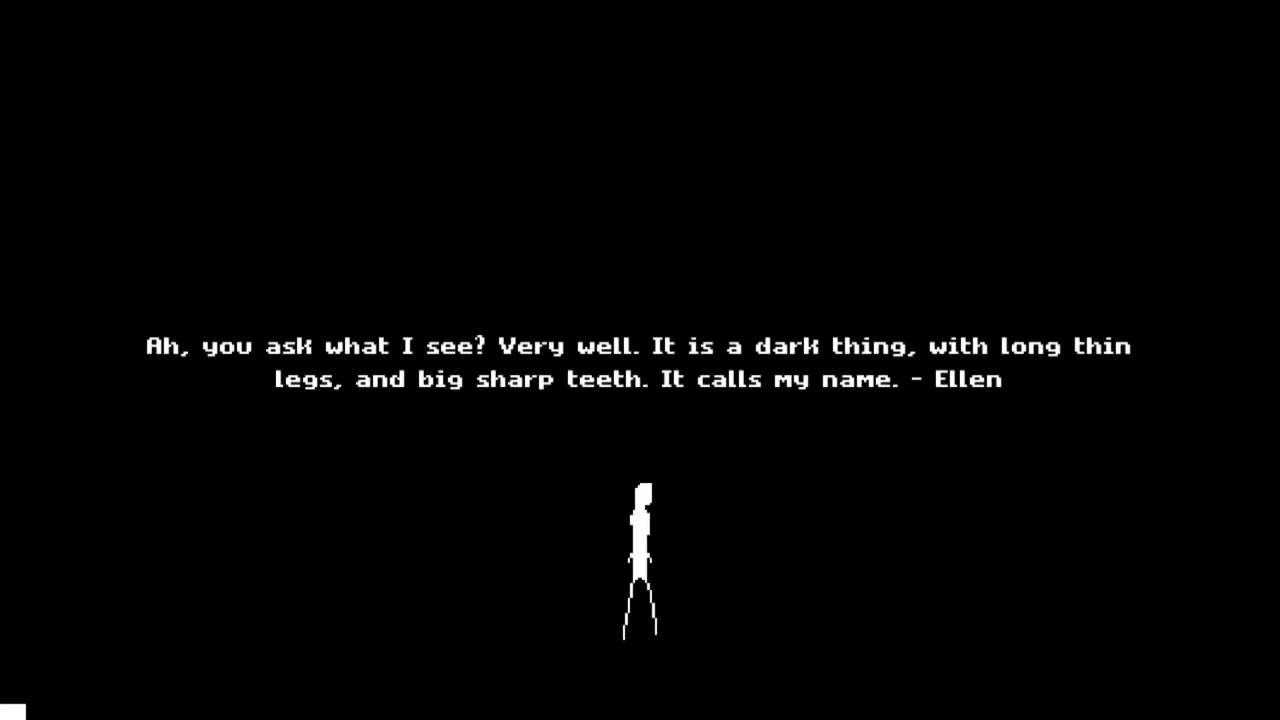 Ah, you ask what I see? Very well. It is a dark thing, with long thin
legs, and big sharp teeth. It calls my name. - Ellen